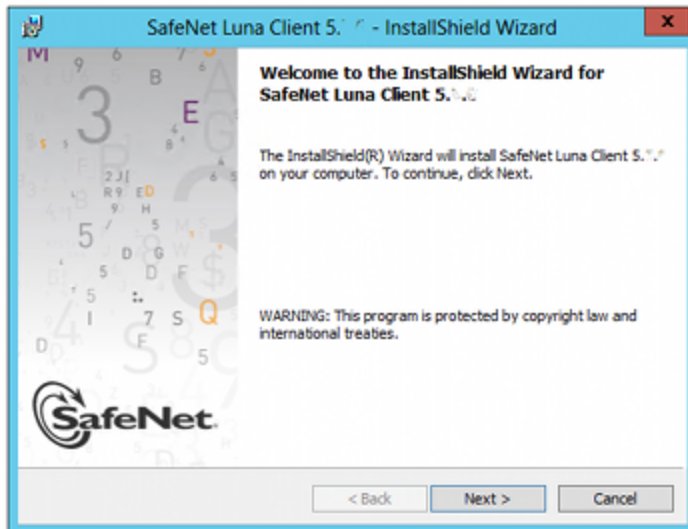 SafeNet Luna Client 5. - InstallShield Wizard
x
Welcome to the InstallShield Wizard for
SafeNet Luna Client 5.
The InstallShield(R) Wizard will install SafeNet Luna Client 5.
on your computer. To continue, click Next.
WARNING: This program is protected by copyright law and
international treaties.
SafeNet.
< Back
Next >
Cancel